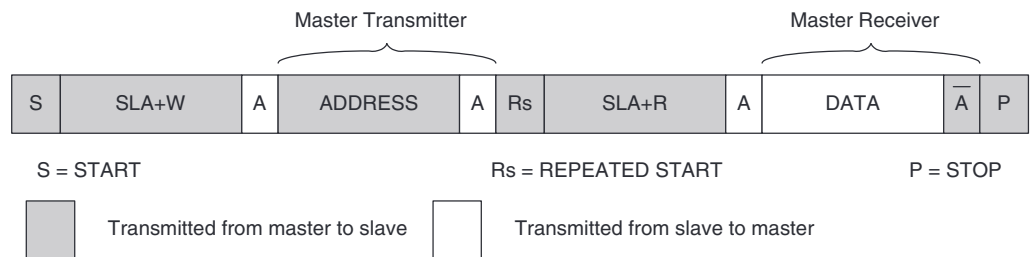 Master Transmitter Master Receiver
S SLA+W A ADDRESS A Rs SLA+R A DATA A̅ P
S = START Rs = REPEATED START P = STOP
Transmitted from master to slave Transmitted from slave to master